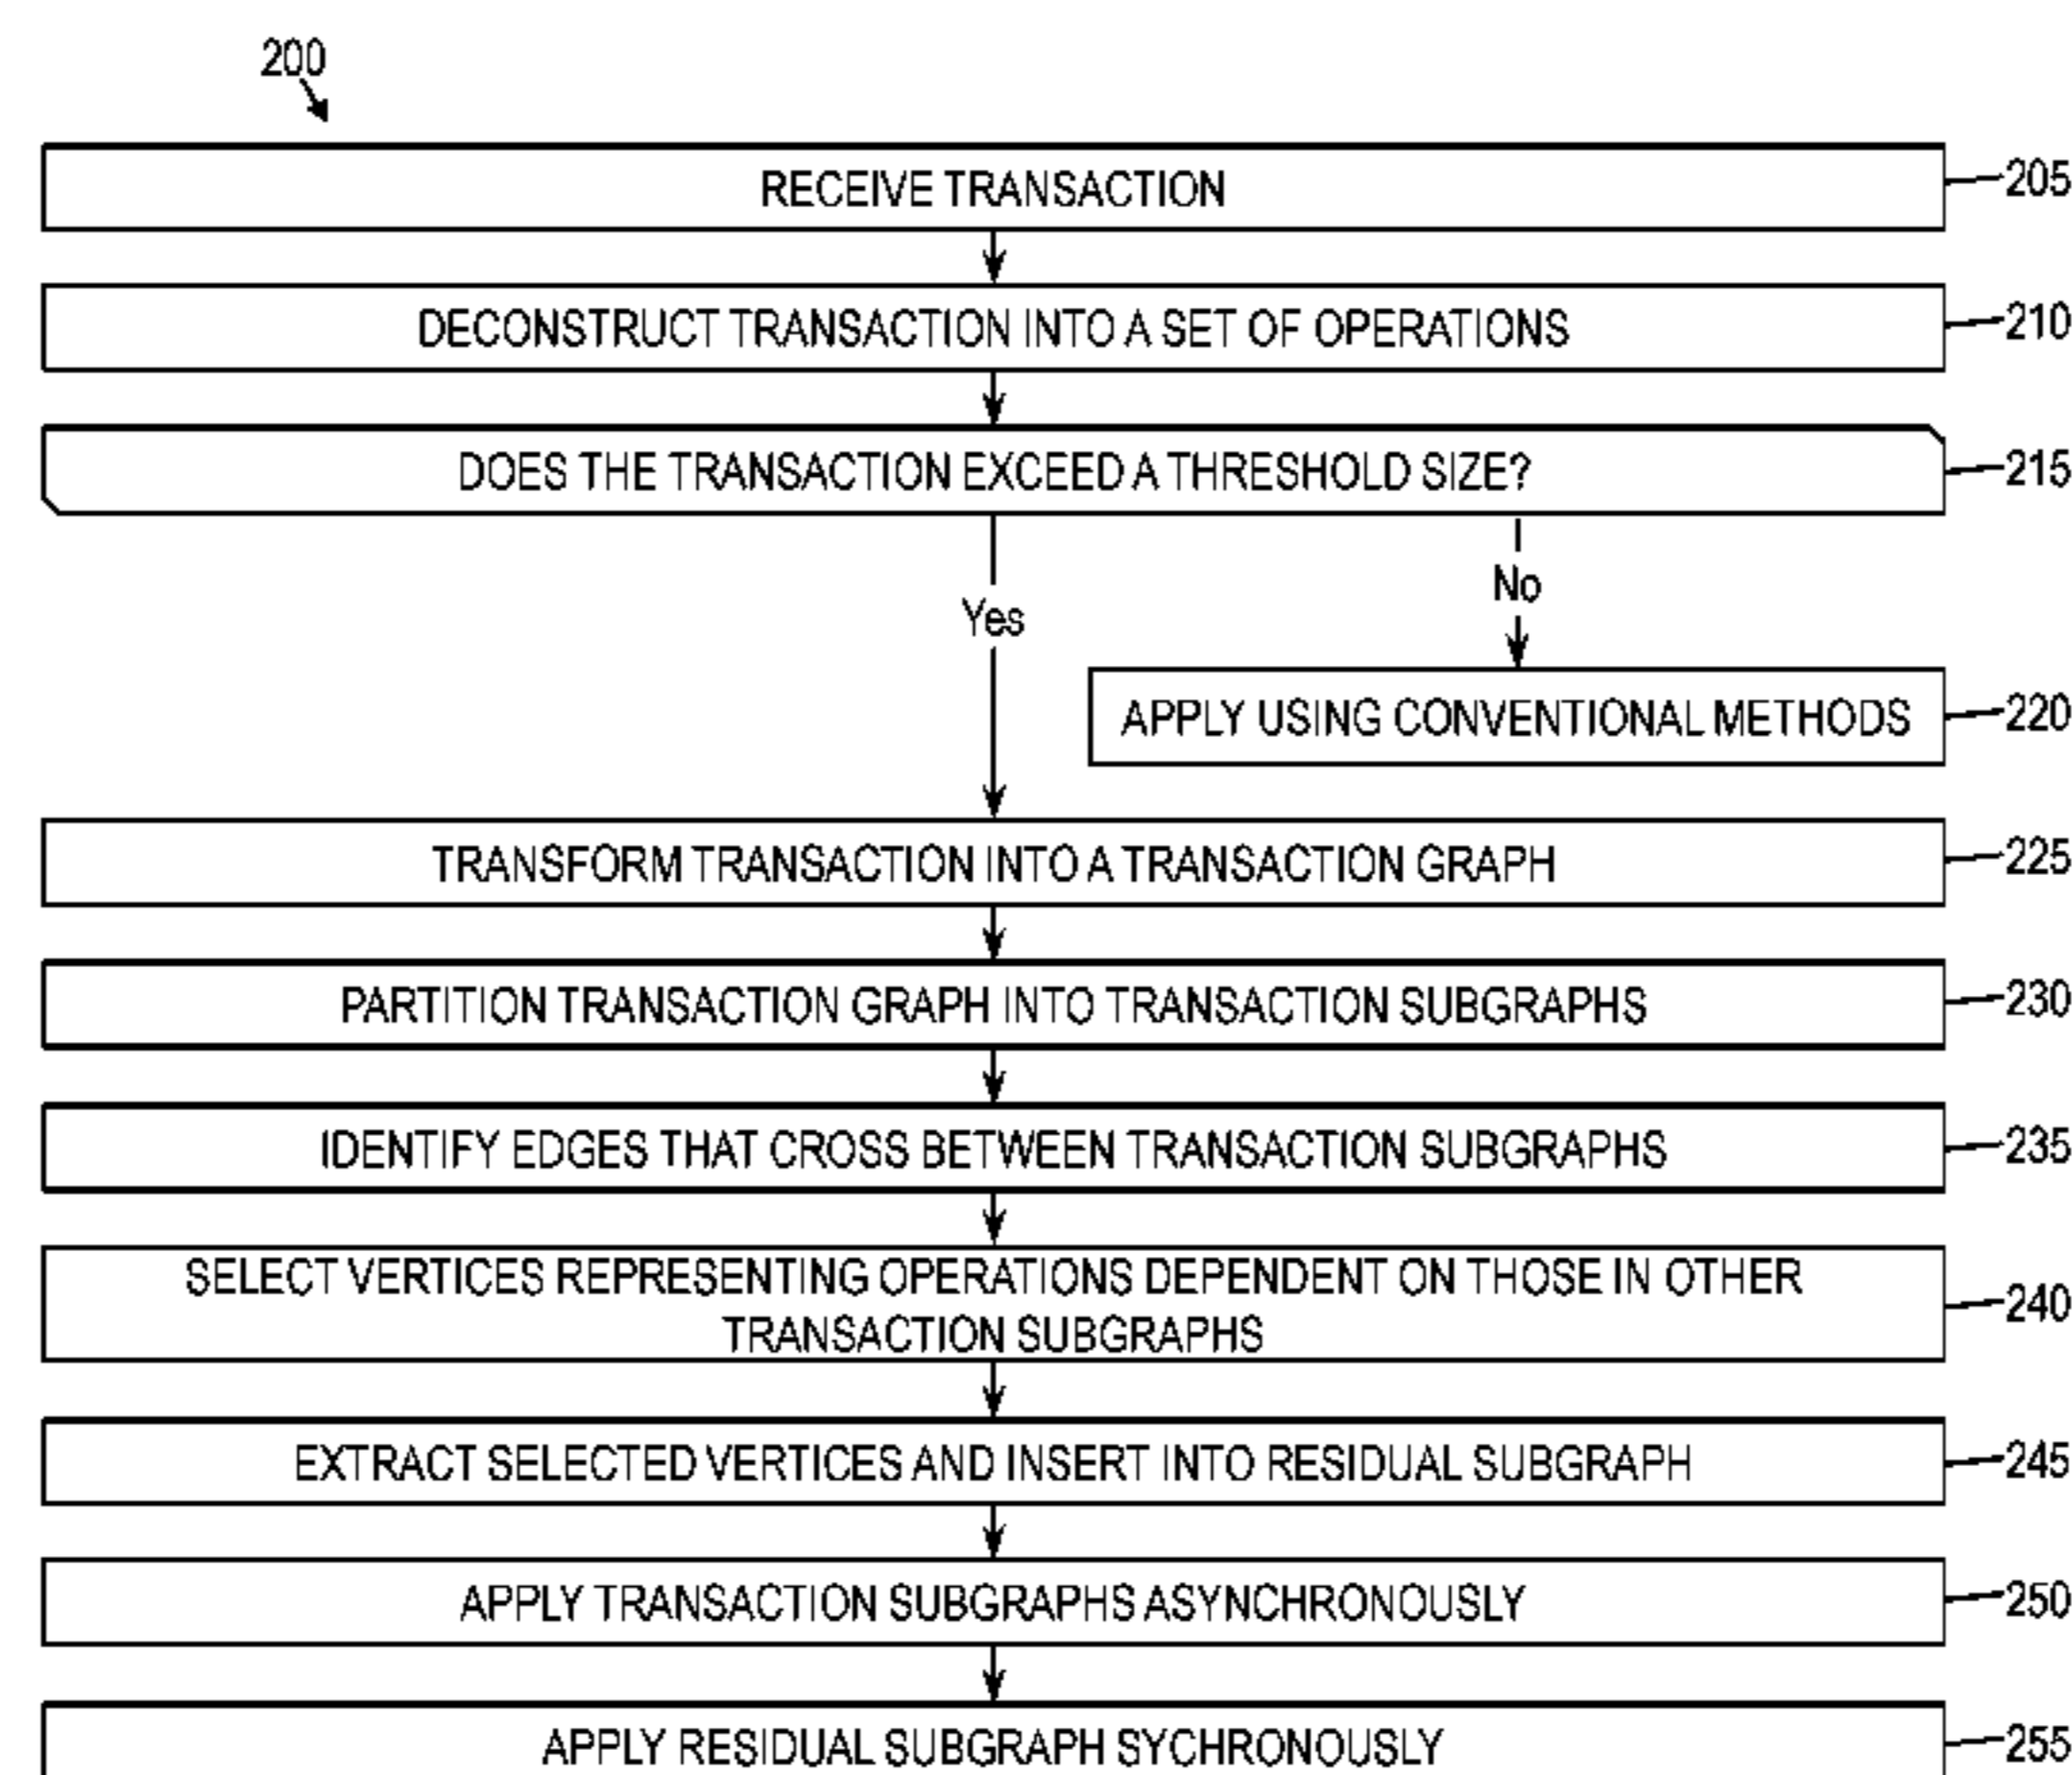 200
RECEIVE TRANSACTION
205
DECONSTRUCT TRANSACTION INTO A SET OF OPERATIONS
210
DOES THE TRANSACTION EXCEED A THRESHOLD SIZE?
215
No
Yes
APPLY USING CONVENTIONAL METHODS
220
TRANSFORM TRANSACTION INTO A TRANSACTION GRAPH
225
PARTITION TRANSACTION GRAPH INTO TRANSACTION SUBGRAPHS
230
IDENTIFY EDGES THAT CROSS BETWEEN TRANSACTION SUBGRAPHS
235
SELECT VERTICES REPRESENTING OPERATIONS DEPENDENT ON THOSE IN OTHER
TRANSACTION SUBGRAPHS
240
EXTRACT SELECTED VERTICES AND INSERT INTO RESIDUAL SUBGRAPH
245
APPLY TRANSACTION SUBGRAPHS ASYNCHRONOUSLY
250
APPLY RESIDUAL SUBGRAPH SYCHRONOUSLY
255